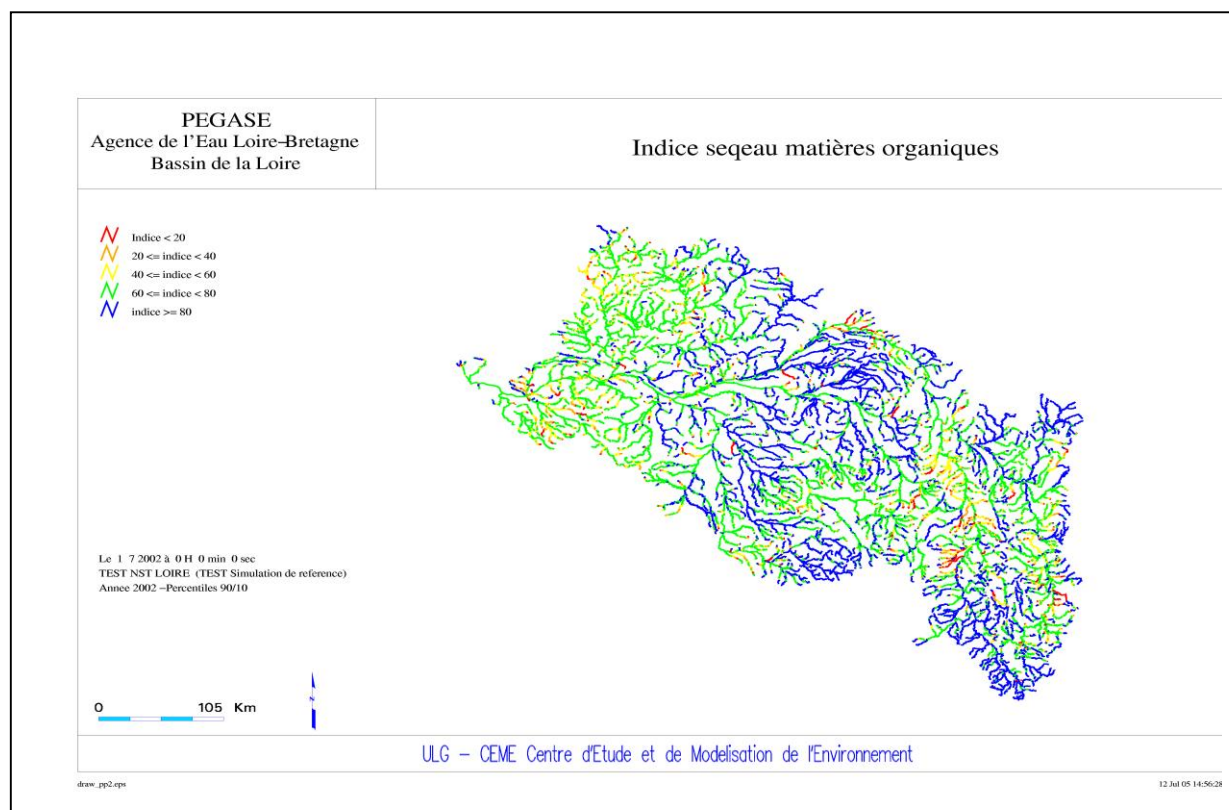 PEGASE
Agence de l'Eau Loire-Bretagne
Bassin de la Loire
Indice seqeau matières organiques
Indice < 20
20 <= indice < 40
40 <= indice < 60
60 <= indice < 80
indice >= 80
Le 1 7 2002 à 0 H 0 min 0 sec
TEST NST LOIRE (TEST Simulation de reference)
Annee 2002 -Percentiles 90/10
0 105 Km
N
ULG - CEME Centre d'Etude et de Modelisation de l'Environnement
draw_pp2.eps
12 Jul 05 14:56:28